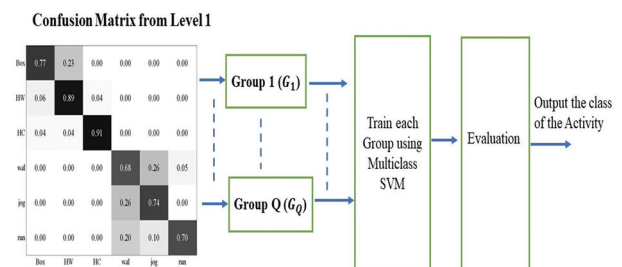 Confusion Matrix from Level 1
Box 0.77 0.23 0.00 0.00 0.00 0.00
HW 0.06 0.89 0.04 0.00 0.00 0.00
HC 0.04 0.04 0.91 0.00 0.00 0.00
wal 0.00 0.00 0.00 0.68 0.26 0.05
jog 0.00 0.00 0.00 0.26 0.74 0.00
run 0.00 0.00 0.00 0.20 0.10 0.70
Box HW HC wal jog run
Group 1 (G₁)
Group Q (G_Q)
Train each
Group using
Multiclass
SVM
Evaluation
Output the class
of the Activity